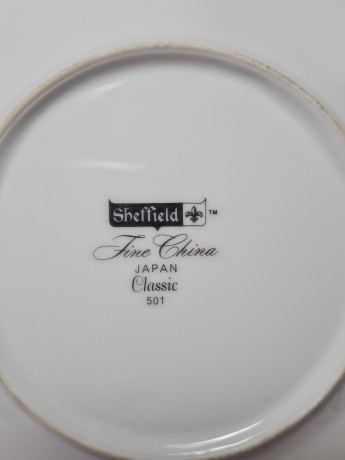 Sheffield ™
Fine China
JAPAN
Classic
501